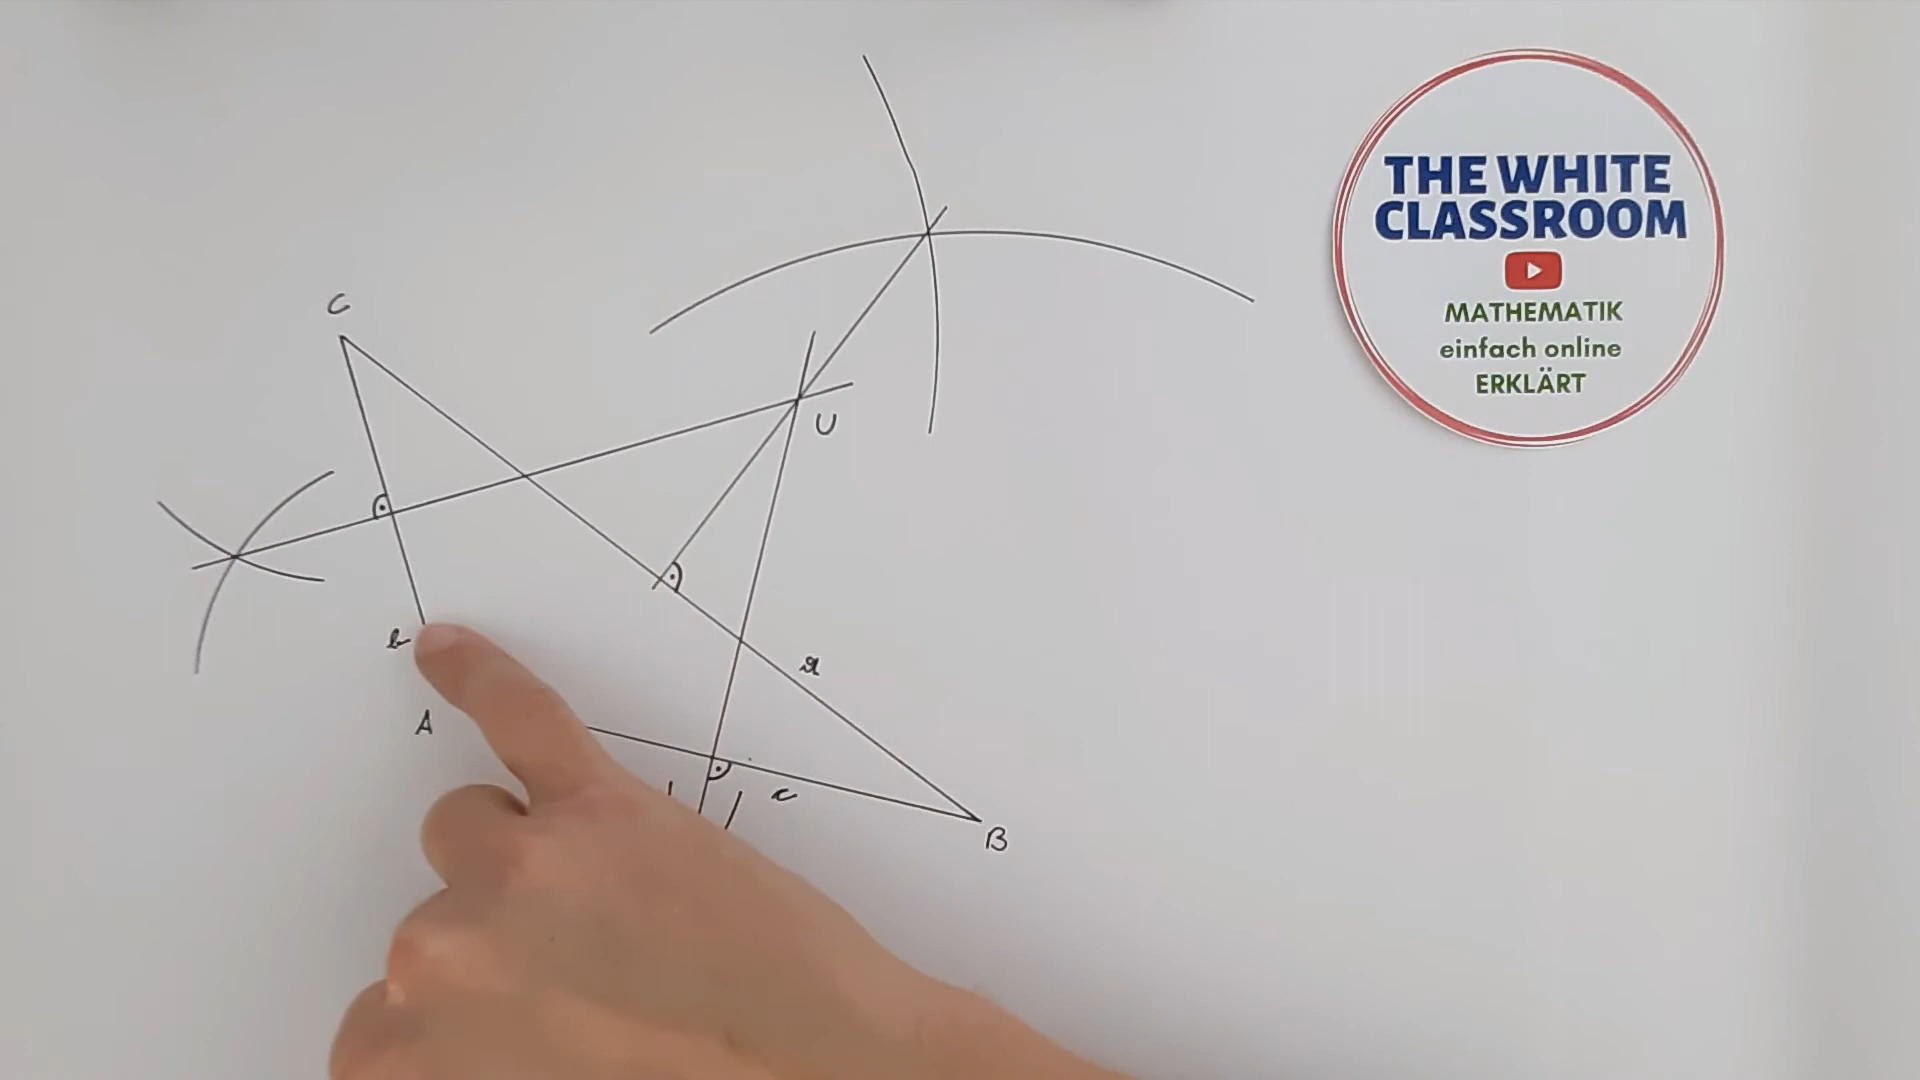 THE WHITE
CLASSROOM
MATHEMATIK
einfach online
ERKLÄRT
C
U
b
a
A
c
B